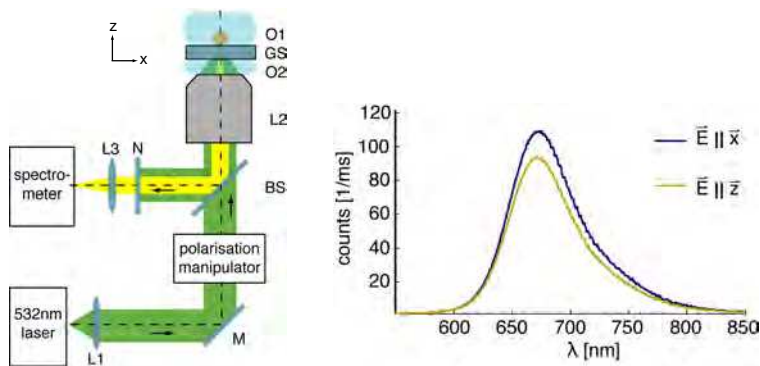 z
x
O1
GS
O2
L2
L3
N
spectro-
meter
BS
polarisation
manipulator
532nm
laser
L1
M
120
100
80
60
40
20
counts [1/ms]
E || x
E || z
600
650
700
750
800
850
λ [nm]